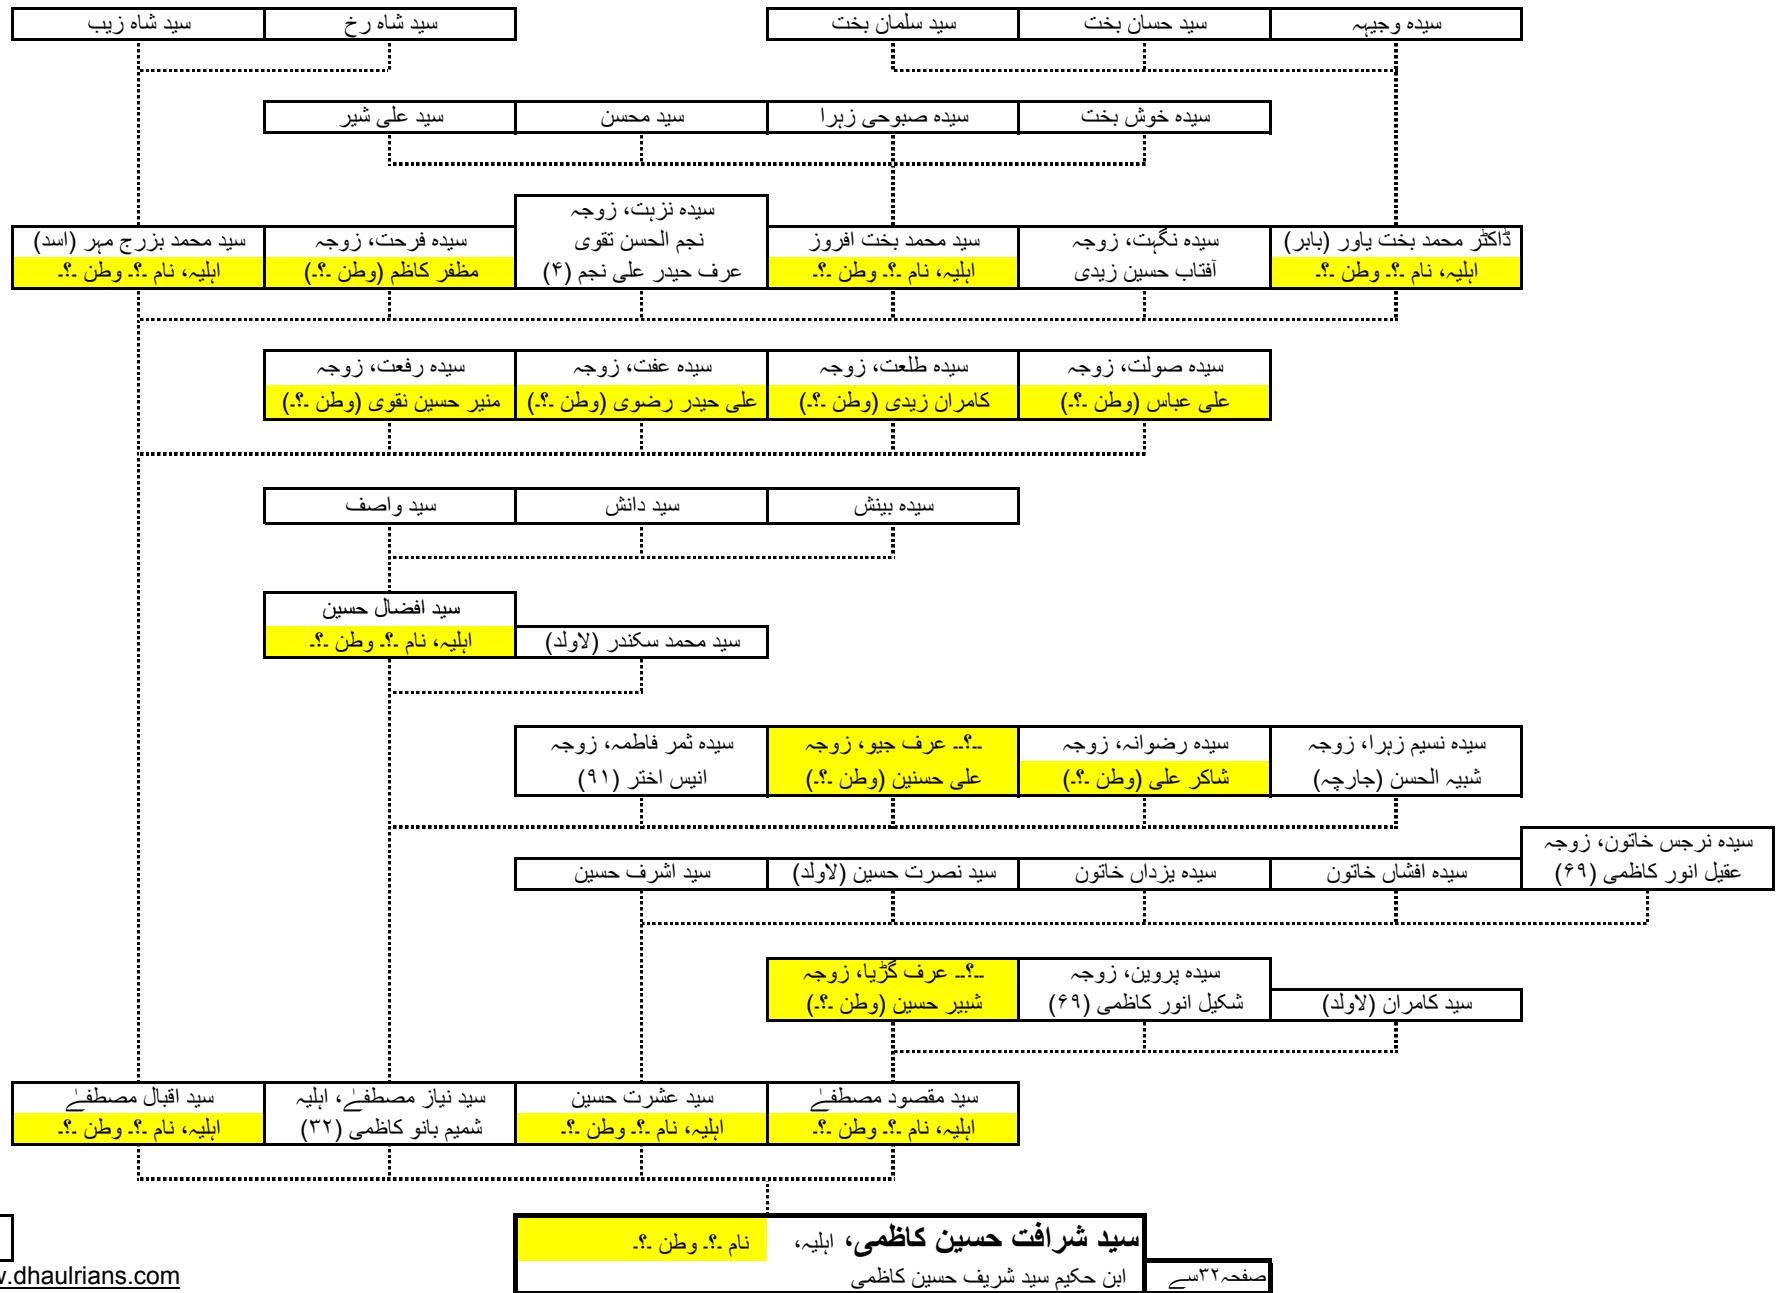 سیدہ وجیہہ
سید حسان بخت
سید سلمان بخت
سید شاہ رخ
سید شاہ زیب
سیدہ خوش بخت
سیدہ صبوحی زہرا
سید محسن
سید علی شیر
ڈاکٹر محمد بخت یاور (بابر)
اہلیہ، نام ـ؟ـ وطن ـ؟ـ
سیدہ نگہت، زوجہ
آفتاب حسین زیدی
سید محمد بخت افروز
اہلیہ، نام ـ؟ـ وطن ـ؟ـ
سیدہ نزہت، زوجہ
نجم الحسن تقوی
عرف حیدر علی نجم (۴)
سیدہ فرحت، زوجہ
مظفر کاظم (وطن ـ؟ـ)
سید محمد بزرج مہر (اسد)
اہلیہ، نام ـ؟ـ وطن ـ؟ـ
سیدہ صولت، زوجہ
علی عباس (وطن ـ؟ـ)
سیدہ طلعت، زوجہ
کامران زیدی (وطن ـ؟ـ)
سیدہ عفت، زوجہ
علی حیدر رضوی (وطن ـ؟ـ)
سیدہ رفعت، زوجہ
منیر حسین نقوی (وطن ـ؟ـ)
سیدہ بینش
سید دانش
سید واصف
سید افضال حسین
اہلیہ، نام ـ؟ـ وطن ـ؟ـ
سید محمد سکندر (لاولد)
سیدہ نسیم زہرا، زوجہ
شبیہ الحسن (جارچہ)
سیدہ رضوانہ، زوجہ
شاکر علی (وطن ـ؟ـ)
ــ؟ــ عرف جیو، زوجہ
علی حسنین (وطن ـ؟ـ)
سیدہ ثمر فاطمہ، زوجہ
انیس اختر (۹۱)
سیدہ نرجس خاتون، زوجہ
عقیل انور کاظمی (۶۹)
سیدہ افشاں خاتون
سیدہ یزداں خاتون
سید نصرت حسین (لاولد)
سید اشرف حسین
سید کامران (لاولد)
سیدہ پروین، زوجہ
شکیل انور کاظمی (۶۹)
ــ؟ــ عرف گڑیا، زوجہ
شبیر حسین (وطن ـ؟ـ)
سید مقصود مصطفےٰ
اہلیہ، نام ـ؟ـ وطن ـ؟ـ
سید عشرت حسین
اہلیہ، نام ـ؟ـ وطن ـ؟ـ
سید نیاز مصطفےٰ، اہلیہ
شمیم بانو کاظمی (۳۲)
سید اقبال مصطفےٰ
اہلیہ، نام ـ؟ـ وطن ـ؟ـ
سید شرافت حسین کاظمی، اہلیہ، نام ـ؟ـ وطن ـ؟ـ
ابن حکیم سید شریف حسین کاظمی
صفحہ۳۲سے
w.dhaulrians.com